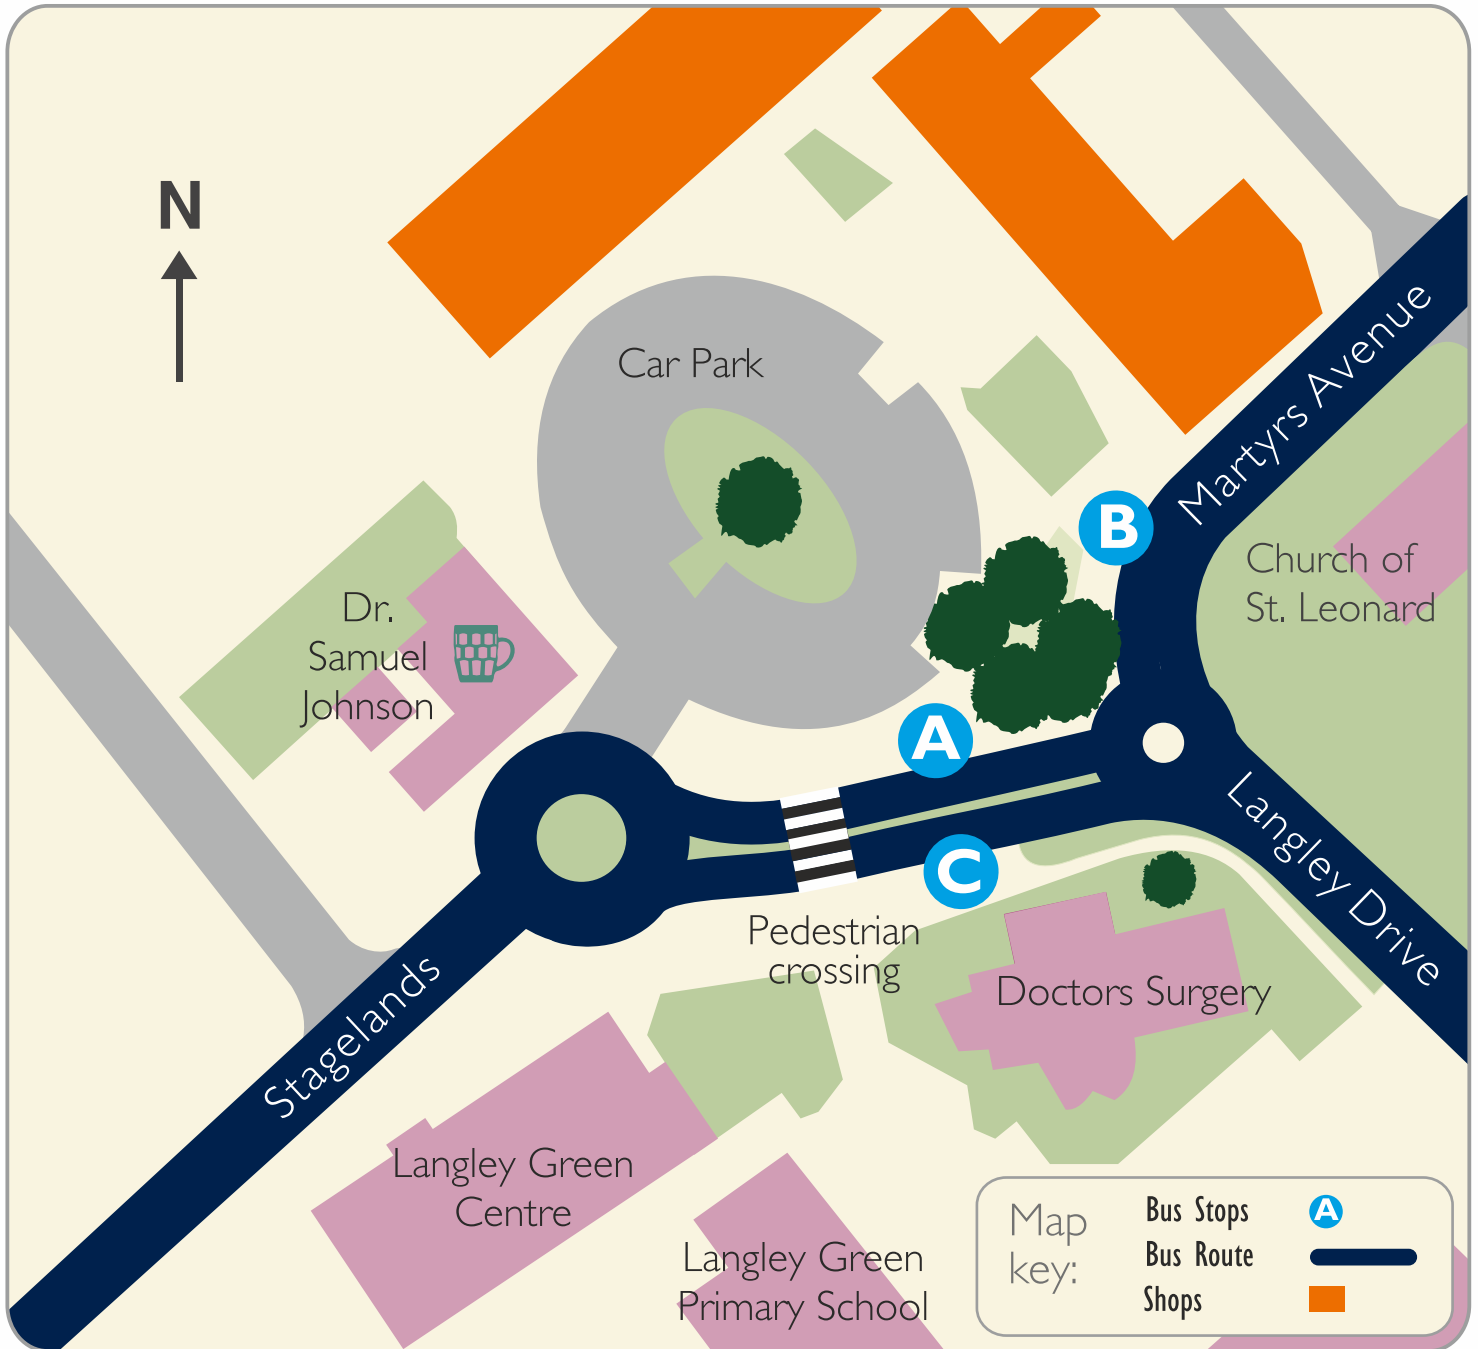 N
Car Park
Martyrs Avenue
B
Church of
St. Leonard
Dr.
Samuel
Johnson
A
C
Langley Drive
Pedestrian
crossing
Doctors Surgery
Stagelands
Langley Green
Centre
Langley Green
Primary School
Map
key:
Bus Stops
A
Bus Route
Shops